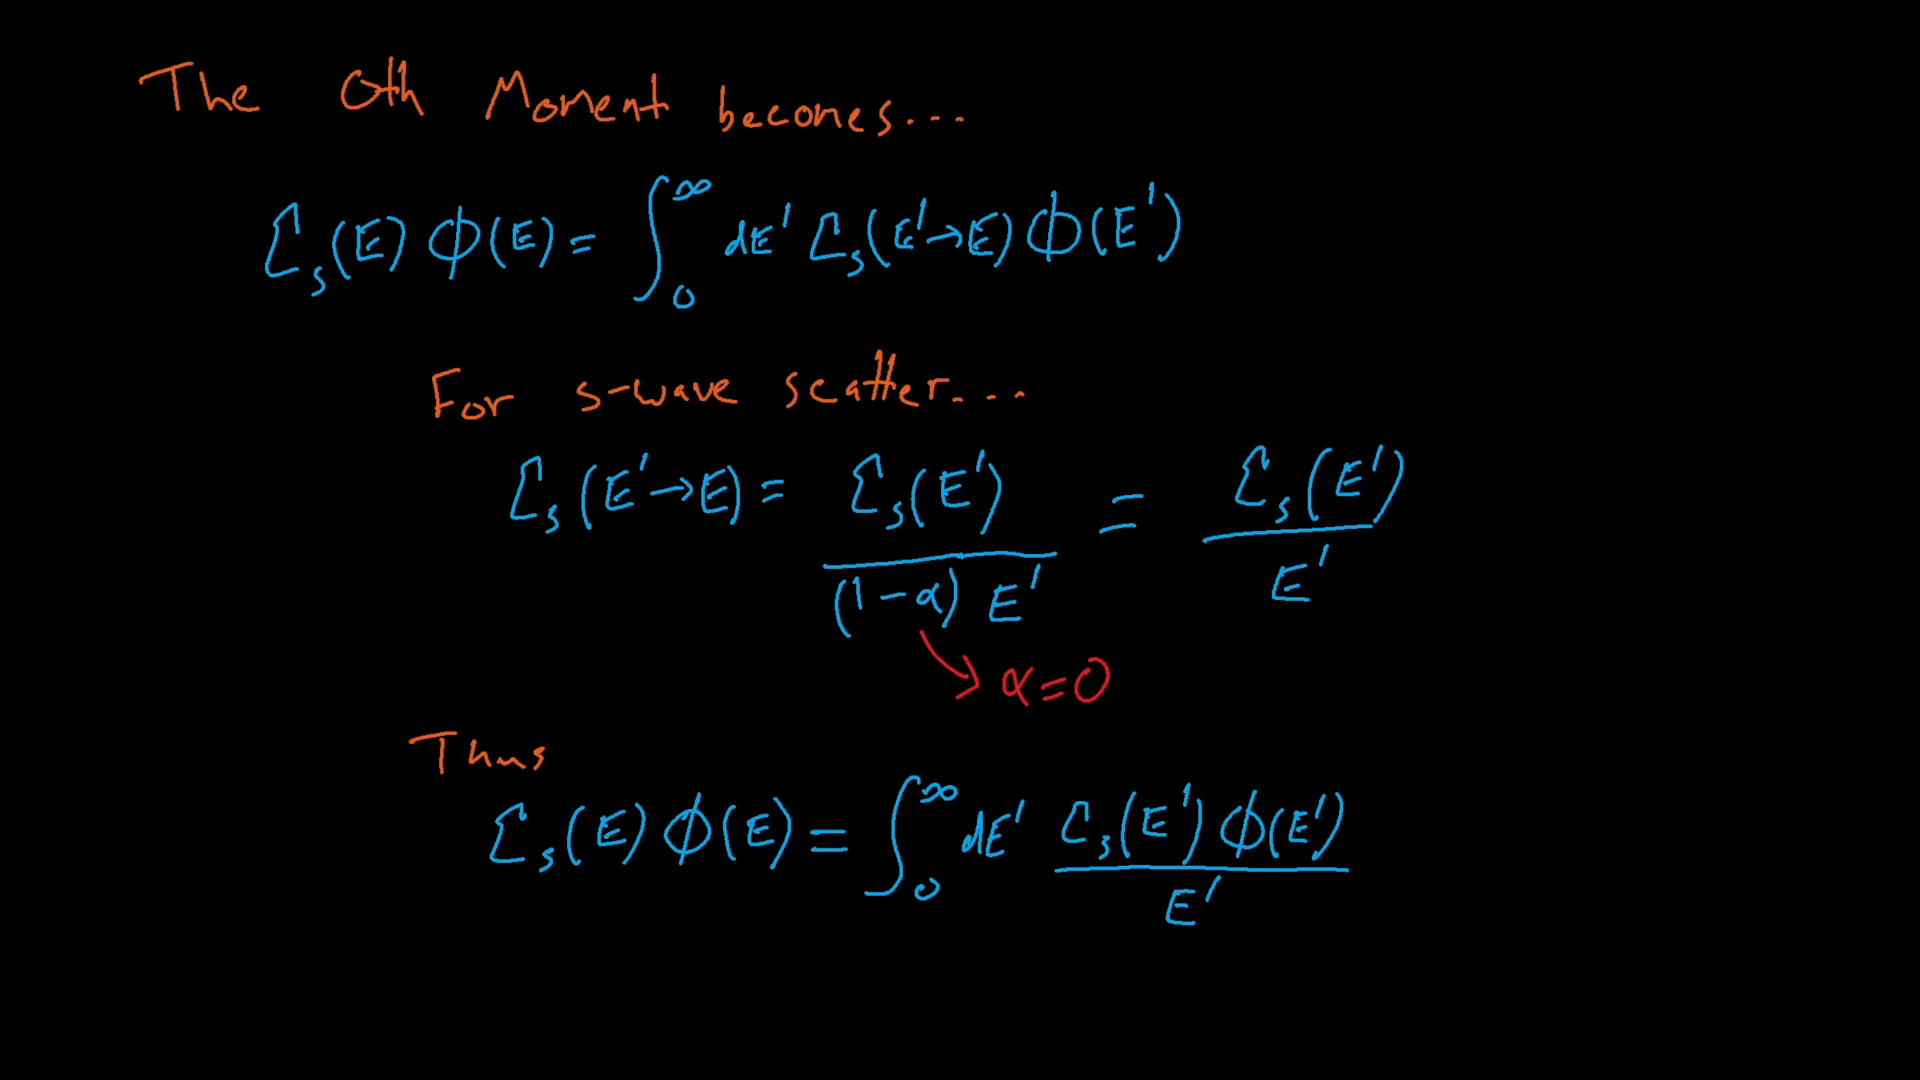 The 0th Moment becomes...
Σₛ(E) Φ(E) = ∫₀^∞ dE' Σₛ(E'→E) Φ(E')
For s-wave scatter...
Σₛ(E'→E) = Σₛ(E') / (1-α) E' = Σₛ(E') / E'
α=0
Thus
Σₛ(E) Φ(E) = ∫₀^∞ dE' Σₛ(E') Φ(E') / E'